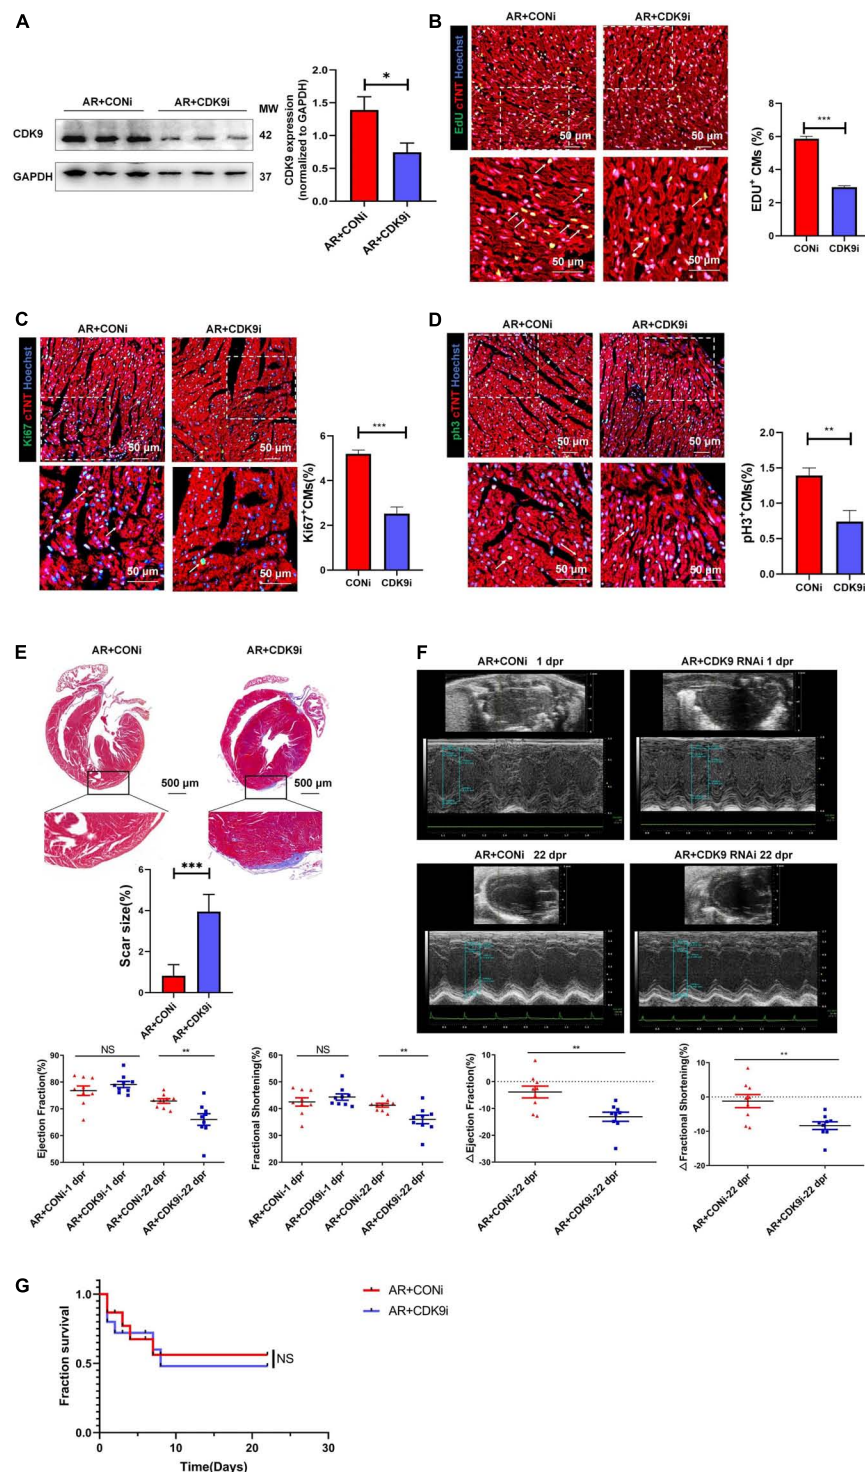 A
AR+CONi AR+CDK9i MW
CDK9 42
GAPDH 37
CDK9 expression
(normalized to GAPDH)
2.0
1.5
1.0
0.5
0.0
*
AR+CONi
AR+CDK9i
B
AR+CONi AR+CDK9i
EdU cTNT Hoechst
50 µm 50 µm
50 µm 50 µm
EDU+ CMs (%)
8
6
4
2
0
***
CONi CDK9i
C
AR+CONi AR+CDK9i
Ki67 cTNT Hoechst
50 µm 50 µm
50 µm 50 µm
Ki67+CMs(%)
6
4
2
0
***
CONi CDK9i
D
AR+CONi AR+CDK9i
ph3 cTNT Hoechst
50 µm 50 µm
50 µm 50 µm
pH3+CMs(%)
2.0
1.5
1.0
0.5
0.0
**
CONi CDK9i
E
AR+CONi AR+CDK9i
500 µm 500 µm
Scar size(%)
6
4
2
0
***
AR+CONi
AR+CDK9i
F
AR+CONi 1 dpr AR+CDK9 RNAi 1 dpr
AR+CONi 22 dpr AR+CDK9 RNAi 22 dpr
Ejection Fraction(%)
100
90
80
70
60
50
NS **
AR+CONi-1 dpr
AR+CDK9i-1 dpr
AR+CONi-22 dpr
AR+CDK9i-22 dpr
Fractional Shortening(%)
60
50
40
30
20
NS **
AR+CONi-1 dpr
AR+CDK9i-1 dpr
AR+CONi-22 dpr
AR+CDK9i-22 dpr
△Ejection Fraction(%)
10
0
-10
-20
-30
**
AR+CONi-22 dpr
AR+CDK9i-22 dpr
△Fractional Shortening(%)
10
0
-10
-20
**
AR+CONi-22 dpr
AR+CDK9i-22 dpr
G
Fraction survival
1.0
0.5
0.0
AR+CONi
AR+CDK9i
NS
0 10 20 30
Time(Days)